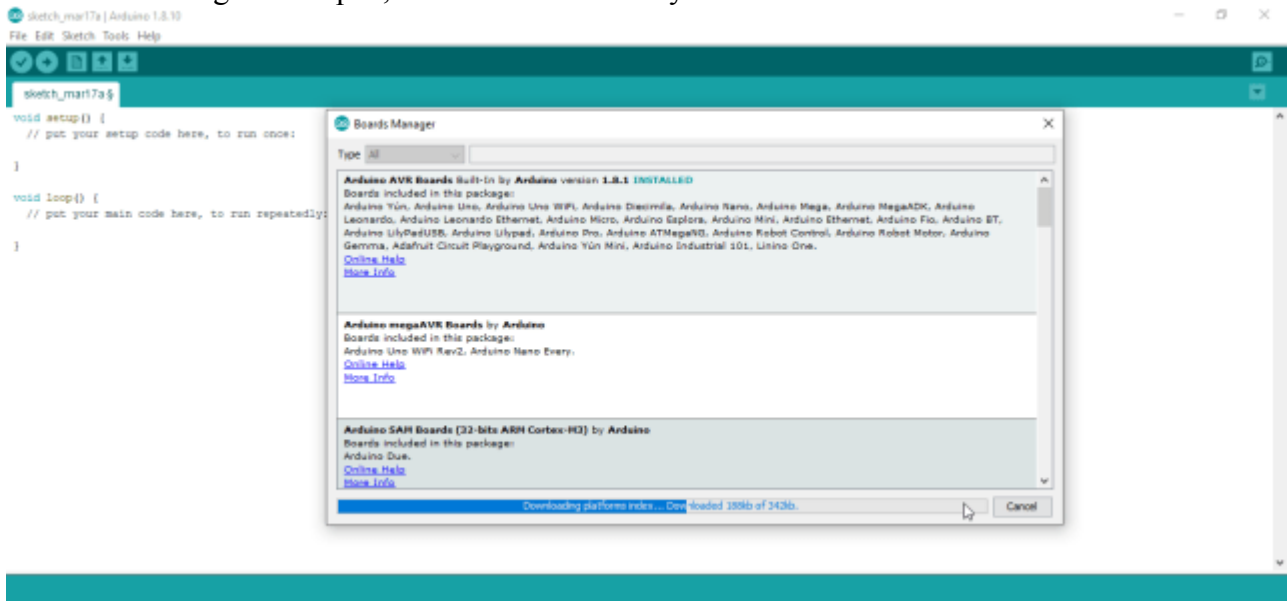 sketch_mar17a | Arduino 1.8.10
File Edit Sketch Tools Help
sketch_mar17a §
void setup() {
// put your setup code here, to run once:
}
void loop() {
// put your main code here, to run repeatedly:
}
Boards Manager
Type All
Arduino AVR Boards Built-In by Arduino version 1.8.1 INSTALLED
Boards included in this package:
Arduino Yún, Arduino Uno, Arduino Uno WiFi, Arduino Diecimila, Arduino Nano, Arduino Mega, Arduino MegaADK, Arduino
Leonardo, Arduino Leonardo Ethernet, Arduino Micro, Arduino Esplora, Arduino Mini, Arduino Ethernet, Arduino Fio, Arduino BT,
Arduino LilyPadUSB, Arduino Lilypad, Arduino Pro, Arduino ATMegaNG, Arduino Robot Control, Arduino Robot Motor, Arduino
Gemma, Adafruit Circuit Playground, Arduino Yún Mini, Arduino Industrial 101, Linino One.
Online Help
More Info
Arduino megaAVR Boards by Arduino
Boards included in this package:
Arduino Uno WiFi Rev2, Arduino Nano Every.
Online Help
More Info
Arduino SAM Boards (32-bits ARM Cortex-M3) by Arduino
Boards included in this package:
Arduino Due.
Online Help
More Info
Downloading platforms index... Downloaded 188kb of 342kb.
Cancel